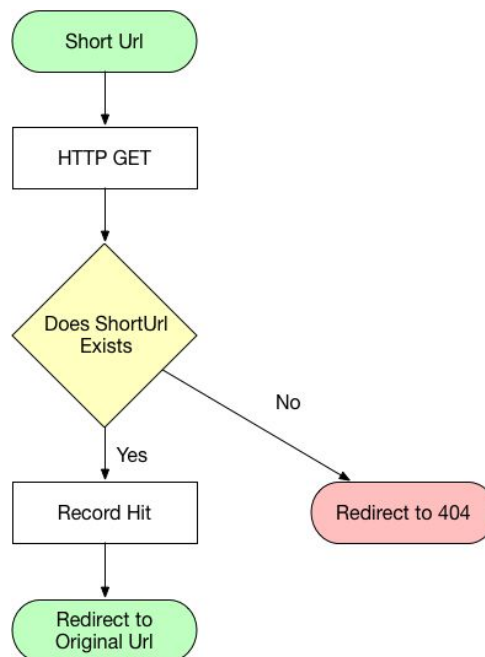 Short Url
HTTP GET
Does ShortUrl
Exists
No
Yes
Record Hit
Redirect to 404
Redirect to
Original Url